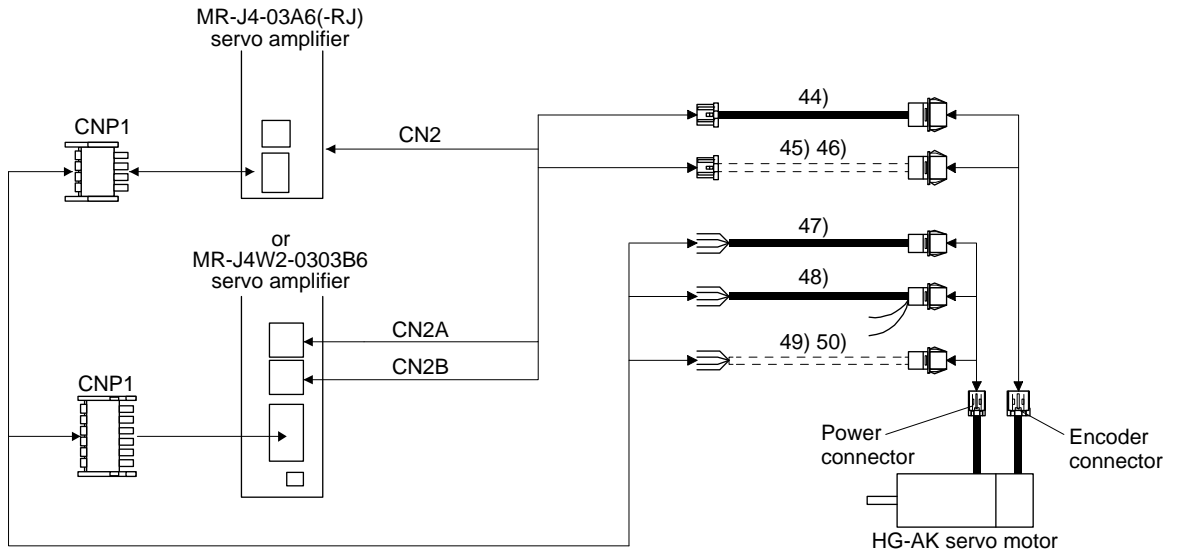 MR-J4-03A6(-RJ)
servo amplifier
CNP1
CN2
44)
45) 46)
47)
or
MR-J4W2-0303B6
servo amplifier
48)
CN2A
49) 50)
CN2B
CNP1
Power
connector
Encoder
connector
HG-AK servo motor